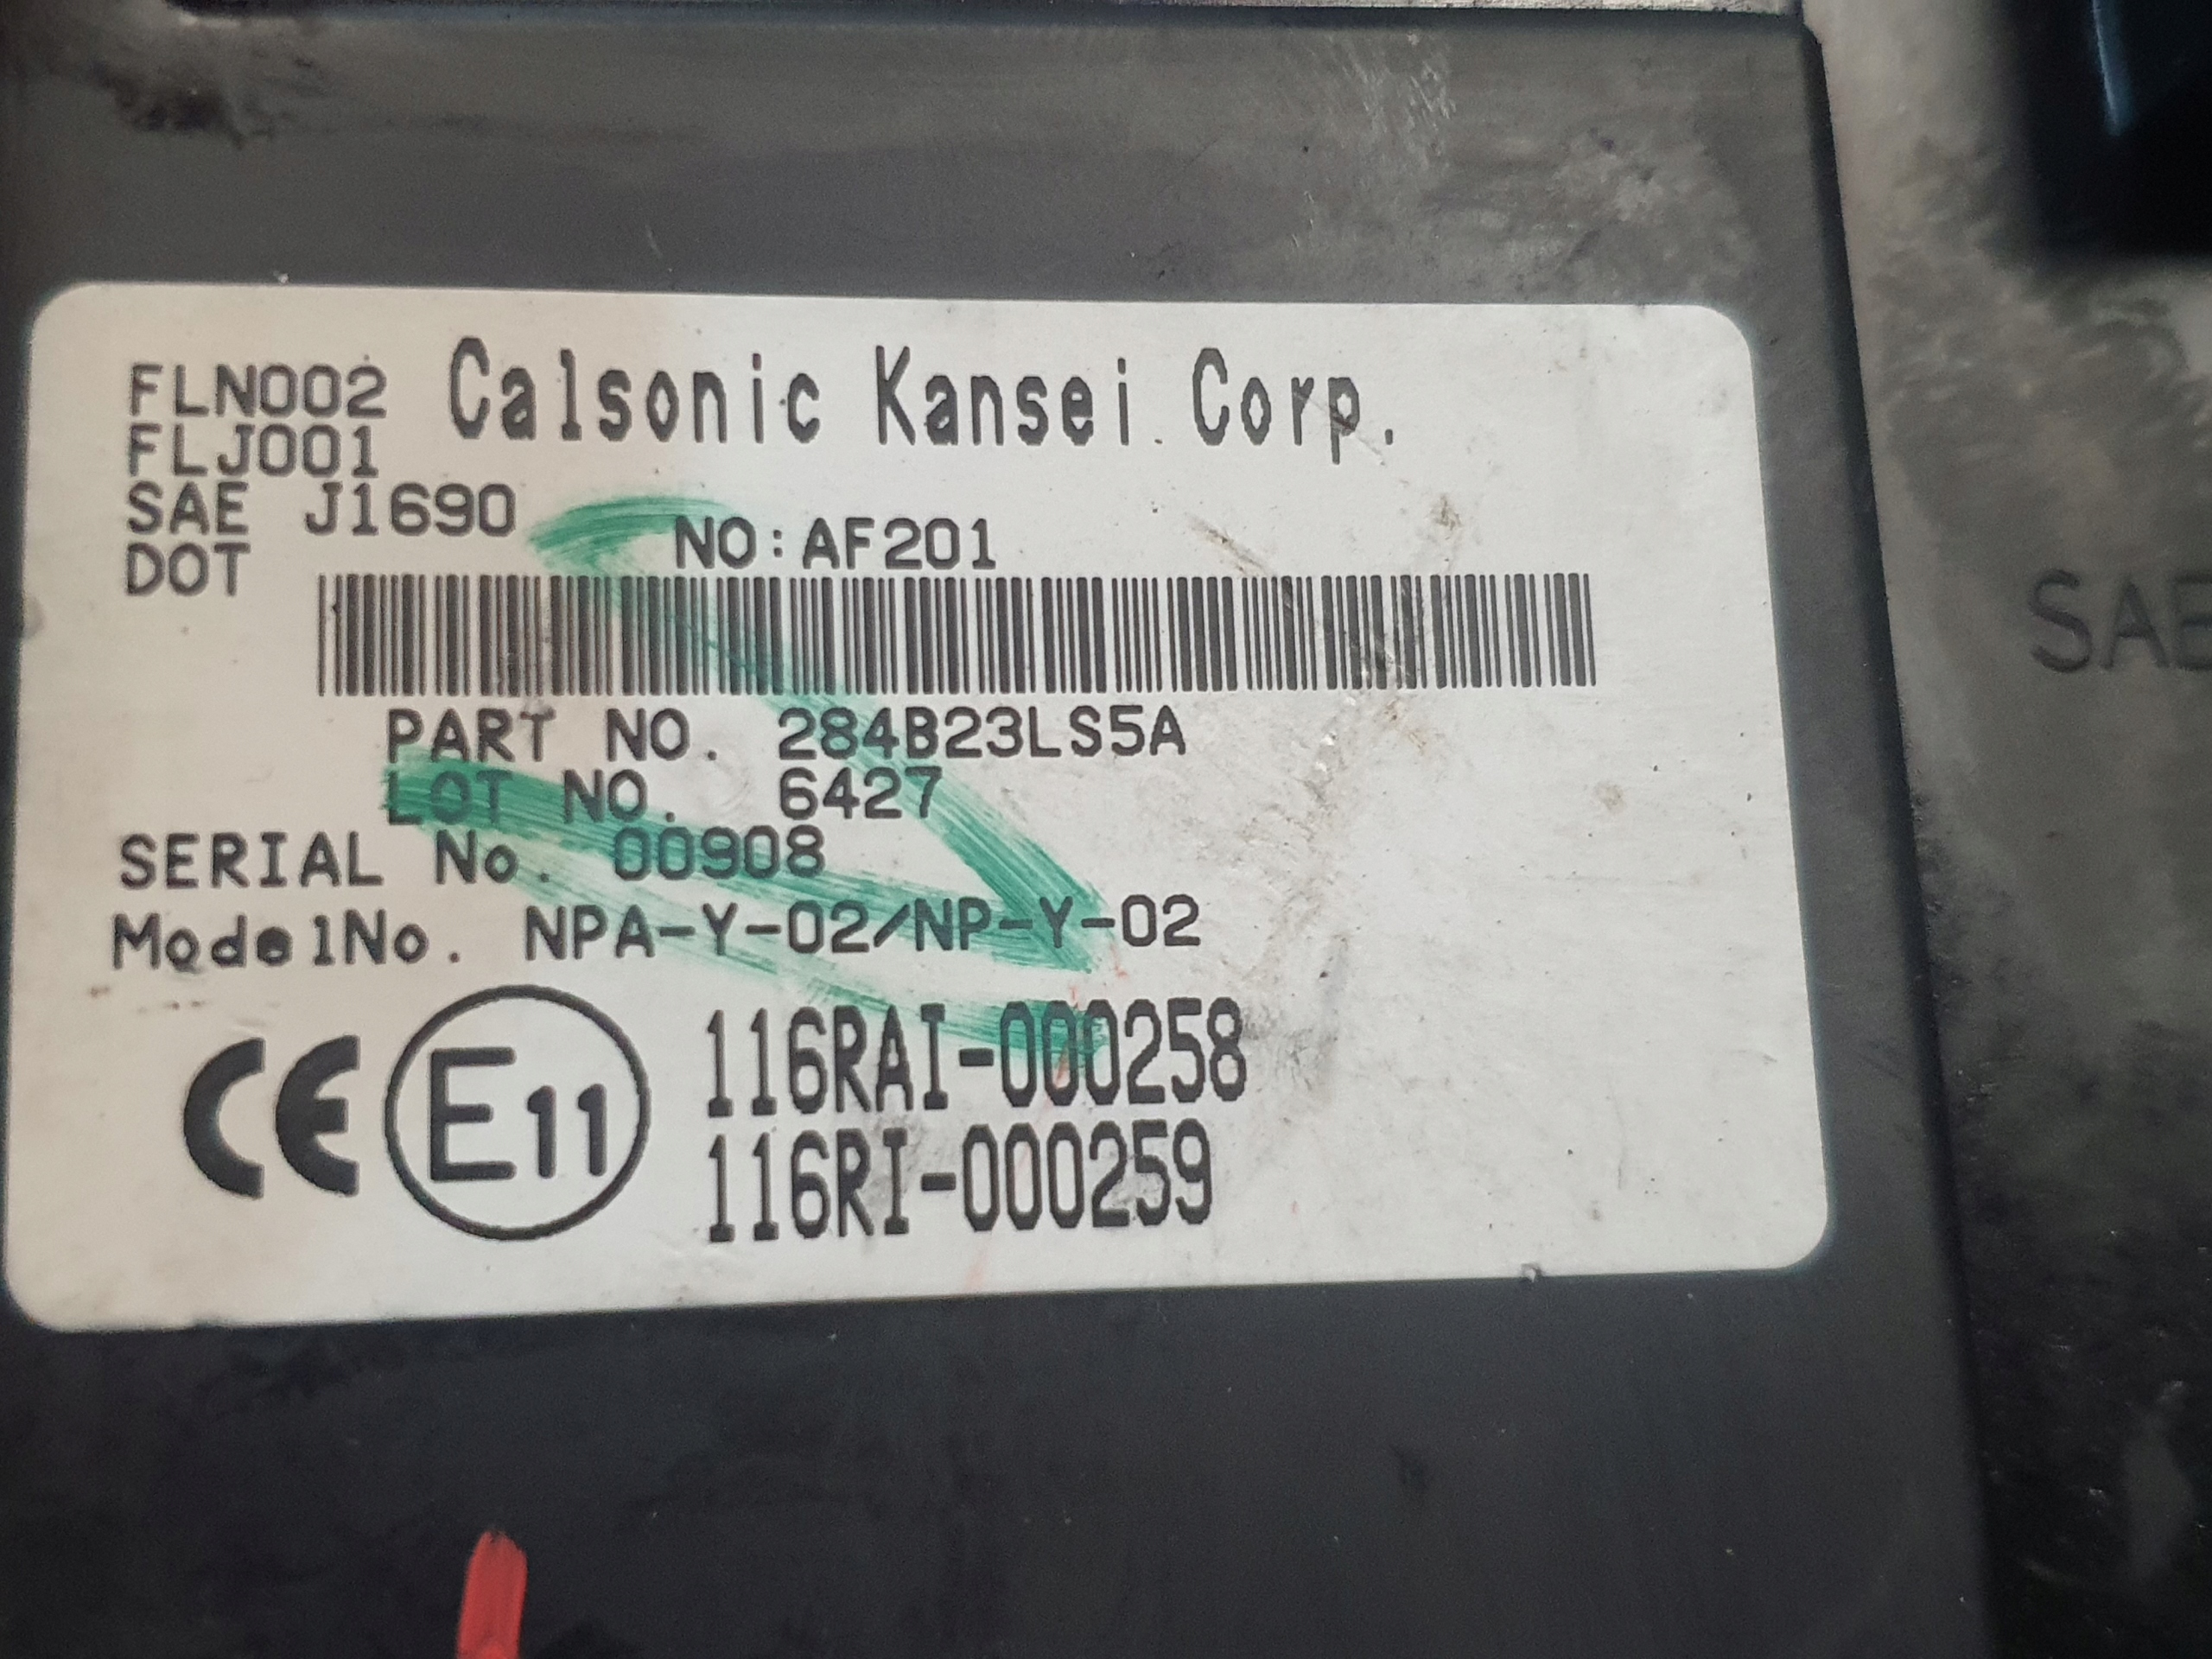 FLN002 Calsonic Kansei Corp.
FLJ001
SAE J1690
DOT
NO:AF201
PART NO. 284B23LS5A
LOT NO. 6427
SERIAL No. 00908
ModelNo. NPA-Y-02/NP-Y-02
CE E11 116RAI-000258
116RI-000259
SAE